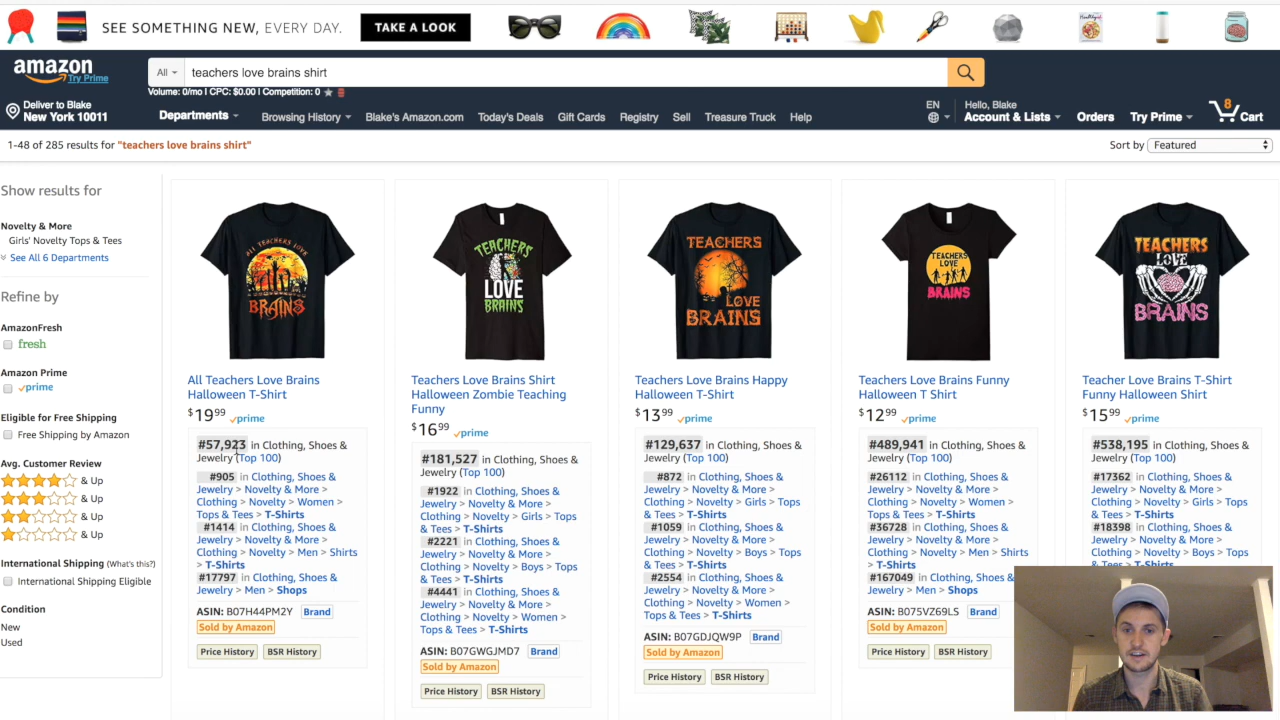 SEE SOMETHING NEW, EVERY DAY. TAKE A LOOK
amazon
Try Prime
All
teachers love brains shirt
Volume: 0/mo | CPC: $0.00 | Competition: 0
Deliver to Blake
New York 10011
Departments
Browsing History
Blake's Amazon.com
Today's Deals
Gift Cards
Registry
Sell
Treasure Truck
Help
EN
Hello, Blake
Account & Lists
Orders
Try Prime
8
Cart
1-48 of 285 results for "teachers love brains shirt"
Sort by Featured
Show results for
Novelty & More
Girls' Novelty Tops & Tees
See All 6 Departments
Refine by
AmazonFresh
fresh
Amazon Prime
prime
Eligible for Free Shipping
Free Shipping by Amazon
Avg. Customer Review
& Up
& Up
& Up
& Up
International Shipping (What's this?)
International Shipping Eligible
Condition
New
Used
ALL TEACHERS LOVE
BRAINS
All Teachers Love Brains
Halloween T-Shirt
$19.99 prime
#57,923 in Clothing, Shoes &
Jewelry (Top 100)
#905 in Clothing, Shoes &
Jewelry > Novelty & More >
Clothing > Novelty > Women >
Tops & Tees > T-Shirts
#1414 in Clothing, Shoes &
Jewelry > Novelty & More >
Clothing > Novelty > Men > Shirts
> T-Shirts
#17797 in Clothing, Shoes &
Jewelry > Men > Shops
ASIN: B07H44PM2Y Brand
Sold by Amazon
Price History BSR History
TEACHERS
LOVE
BRAINS
Teachers Love Brains Shirt
Halloween Zombie Teaching
Funny
$16.99 prime
#181,527 in Clothing, Shoes &
Jewelry (Top 100)
#1922 in Clothing, Shoes &
Jewelry > Novelty & More >
Clothing > Novelty > Girls > Tops
& Tees > T-Shirts
#2221 in Clothing, Shoes &
Jewelry > Novelty & More >
Clothing > Novelty > Boys > Tops
& Tees > T-Shirts
#4441 in Clothing, Shoes &
Jewelry > Novelty & More >
Clothing > Novelty > Women >
Tops & Tees > T-Shirts
ASIN: B07GWGJMD7 Brand
Sold by Amazon
Price History BSR History
TEACHERS
LOVE
BRAINS
Teachers Love Brains Happy
Halloween T-Shirt
$13.99 prime
#129,637 in Clothing, Shoes &
Jewelry (Top 100)
#872 in Clothing, Shoes &
Jewelry > Novelty & More >
Clothing > Novelty > Girls > Tops
& Tees > T-Shirts
#1059 in Clothing, Shoes &
Jewelry > Novelty & More >
Clothing > Novelty > Boys > Tops
& Tees > T-Shirts
#2554 in Clothing, Shoes &
Jewelry > Novelty & More >
Clothing > Novelty > Women >
Tops & Tees > T-Shirts
ASIN: B07GDJQW9P Brand
Sold by Amazon
Price History BSR History
TEACHERS
LOVE
BRAINS
Teachers Love Brains Funny
Halloween T Shirt
$12.99 prime
#489,941 in Clothing, Shoes &
Jewelry (Top 100)
#26112 in Clothing, Shoes &
Jewelry > Novelty & More >
Clothing > Novelty > Women >
Tops & Tees > T-Shirts
#36728 in Clothing, Shoes &
Jewelry > Novelty & More >
Clothing > Novelty > Men > Shirts
> T-Shirts
#167049 in Clothing, Shoes &
Jewelry > Men > Shops
ASIN: B075VZ69LS Brand
Sold by Amazon
Price History BSR History
TEACHERS
LOVE
BRAINS
Teacher Love Brains T-Shirt
Funny Halloween Shirt
$15.99 prime
#538,195 in Clothing, Shoes &
Jewelry (Top 100)
#17362 in Clothing, Shoes &
Jewelry > Novelty & More >
Clothing > Novelty > Girls > Tops
& Tees > T-Shirts
#18398 in Clothing, Shoes &
Jewelry > Novelty & More >
Clothing > Novelty > Boys > Tops
& Tees > T-Shirts